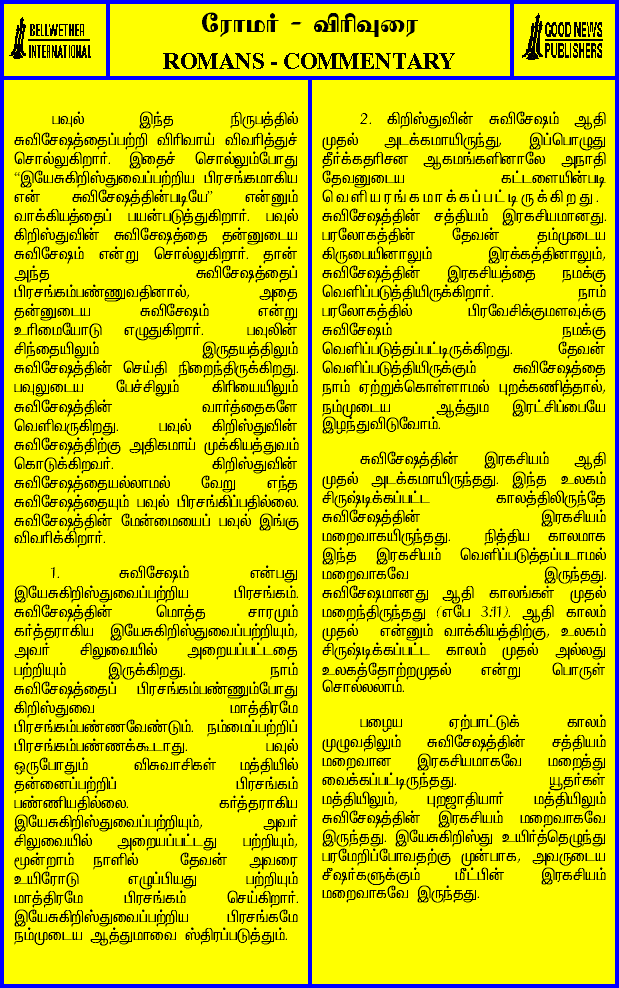 BELLWETHER
INTERNATIONAL
ரோமர் - விரிவுரை
ROMANS - COMMENTARY
GOOD NEWS
PUBLISHERS
பவுல் இந்த நிருபத்தில்
சுவிசேஷத்தைப்பற்றி விரிவாய் விவரித்துச்
சொல்லுகிறார். இதைச் சொல்லும்போது
“இயேசுகிறிஸ்துவைப்பற்றிய பிரசங்கமாகிய
என் சுவிசேஷத்தின்படியே” என்னும்
வாக்கியத்தைப் பயன்படுத்துகிறார். பவுல்
கிறிஸ்துவின் சுவிசேஷத்தை தன்னுடைய
சுவிசேஷம் என்று சொல்லுகிறார். தான்
அந்த சுவிசேஷத்தைப்
பிரசங்கம்பண்ணுவதினால், அதை
தன்னுடைய சுவிசேஷம் என்று
உரிமையோடு எழுதுகிறார். பவுலின்
சிந்தையிலும் இருதயத்திலும்
சுவிசேஷத்தின் செய்தி நிறைந்திருக்கிறது.
பவுலுடைய பேச்சிலும் கிரியையிலும்
சுவிசேஷத்தின் வார்த்தைகளே
வெளிவருகிறது. பவுல் கிறிஸ்துவின்
சுவிசேஷத்திற்கு அதிகமாய் முக்கியத்துவம்
கொடுக்கிறவர். கிறிஸ்துவின்
சுவிசேஷத்தையல்லாமல் வேறு எந்த
சுவிசேஷத்தையும் பவுல் பிரசங்கிப்பதில்லை.
சுவிசேஷத்தின் மேன்மையைப் பவுல் இங்கு
விவரிக்கிறார்.
1. சுவிசேஷம் என்பது
இயேசுகிறிஸ்துவைப்பற்றிய பிரசங்கம்.
சுவிசேஷத்தின் மொத்த சாரமும்
கர்த்தராகிய இயேசுகிறிஸ்துவைப்பற்றியும்,
அவர் சிலுவையில் அறையப்பட்டதை
பற்றியும் இருக்கிறது. நாம்
சுவிசேஷத்தைப் பிரசங்கம்பண்ணும்போது
கிறிஸ்துவை மாத்திரமே
பிரசங்கம்பண்ணவேண்டும். நம்மைப்பற்றிப்
பிரசங்கம்பண்ணக்கூடாது. பவுல்
ஒருபோதும் விசுவாசிகள் மத்தியில்
தன்னைப்பற்றிப் பிரசங்கம்
பண்ணியதில்லை. கர்த்தராகிய
இயேசுகிறிஸ்துவைப்பற்றியும், அவர்
சிலுவையில் அறையப்பட்டது பற்றியும்,
மூன்றாம் நாளில் தேவன் அவரை
உயிரோடு எழுப்பியது பற்றியும்
மாத்திரமே பிரசங்கம் செய்கிறார்.
இயேசுகிறிஸ்துவைப்பற்றிய பிரசங்கமே
நம்முடைய ஆத்துமாவை ஸ்திரப்படுத்தும்.
2. கிறிஸ்துவின் சுவிசேஷம் ஆதி
முதல் அடக்கமாயிருந்து, இப்பொழுது
தீர்க்கதரிசன ஆகமங்களினாலே அநாதி
தேவனுடைய கட்டளையின்படி
வெளியரங்கமாக்கப்பட்டிருக்கிறது.
சுவிசேஷத்தின் சத்தியம் இரகசியமானது.
பரலோகத்தின் தேவன் தம்முடைய
கிருபையினாலும் இரக்கத்தினாலும்,
சுவிசேஷத்தின் இரகசியத்தை நமக்கு
வெளிப்படுத்தியிருக்கிறார். நாம்
பரலோகத்தில் பிரவேசிக்குமளவுக்கு
சுவிசேஷம் நமக்கு
வெளிப்படுத்தப்பட்டிருக்கிறது. தேவன்
வெளிப்படுத்தியிருக்கும் சுவிசேஷத்தை
நாம் ஏற்றுக்கொள்ளாமல் புறக்கணித்தால்,
நம்முடைய ஆத்தும இரட்சிப்பையே
இழந்துவிடுவோம்.
சுவிசேஷத்தின் இரகசியம் ஆதி
முதல் அடக்கமாயிருந்தது. இந்த உலகம்
சிருஷ்டிக்கப்பட்ட காலத்திலிருந்தே
சுவிசேஷத்தின் இரகசியம்
மறைவாகயிருந்தது. நித்திய காலமாக
இந்த இரகசியம் வெளிப்படுத்தப்படாமல்
மறைவாகவே இருந்தது.
சுவிசேஷமானது ஆதி காலங்கள் முதல்
மறைந்திருந்தது (எபே 3:11). ஆதி காலம்
முதல் என்னும் வாக்கியத்திற்கு, உலகம்
சிருஷ்டிக்கப்பட்ட காலம் முதல் அல்லது
உலகத்தோற்றமுதல் என்று பொருள்
சொல்லலாம்.
பழைய ஏற்பாட்டுக் காலம்
முழுவதிலும் சுவிசேஷத்தின் சத்தியம்
மறைவான இரகசியமாகவே மறைத்து
வைக்கப்பட்டிருந்தது. யூதர்கள்
மத்தியிலும், புறஜாதியார் மத்தியிலும்
சுவிசேஷத்தின் இரகசியம் மறைவாகவே
இருந்தது. இயேசுகிறிஸ்து உயிர்த்தெழுந்து
பரமேறிப்போவதற்கு முன்பாக, அவருடைய
சீஷர்களுக்கும் மீட்பின் இரகசியம்
மறைவாகவே இருந்தது.